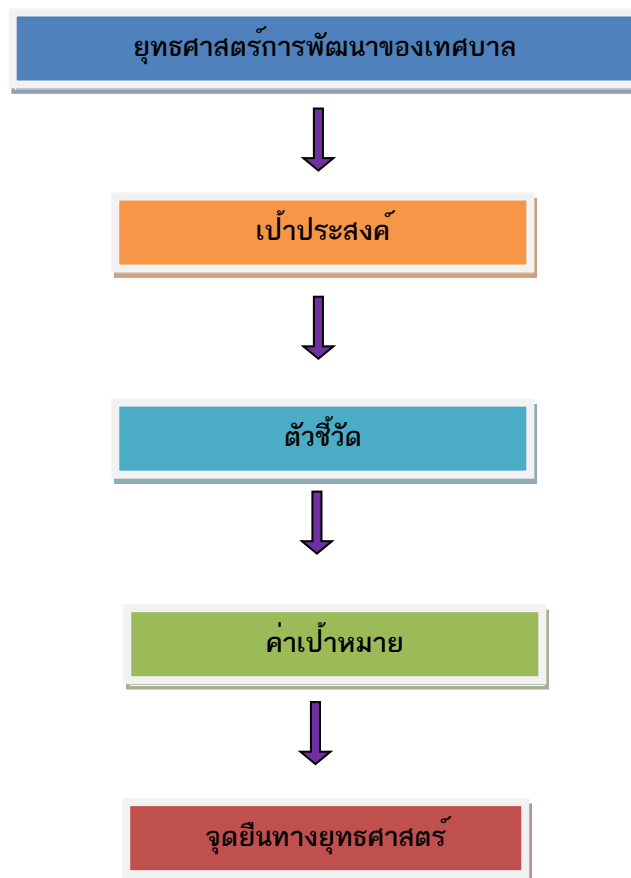 ยุทธศาสตร์การพัฒนาของเทศบาล
เป้าประสงค์
ตัวชี้วัด
ค่าเป้าหมาย
จุดยืนทางยุทธศาสตร์